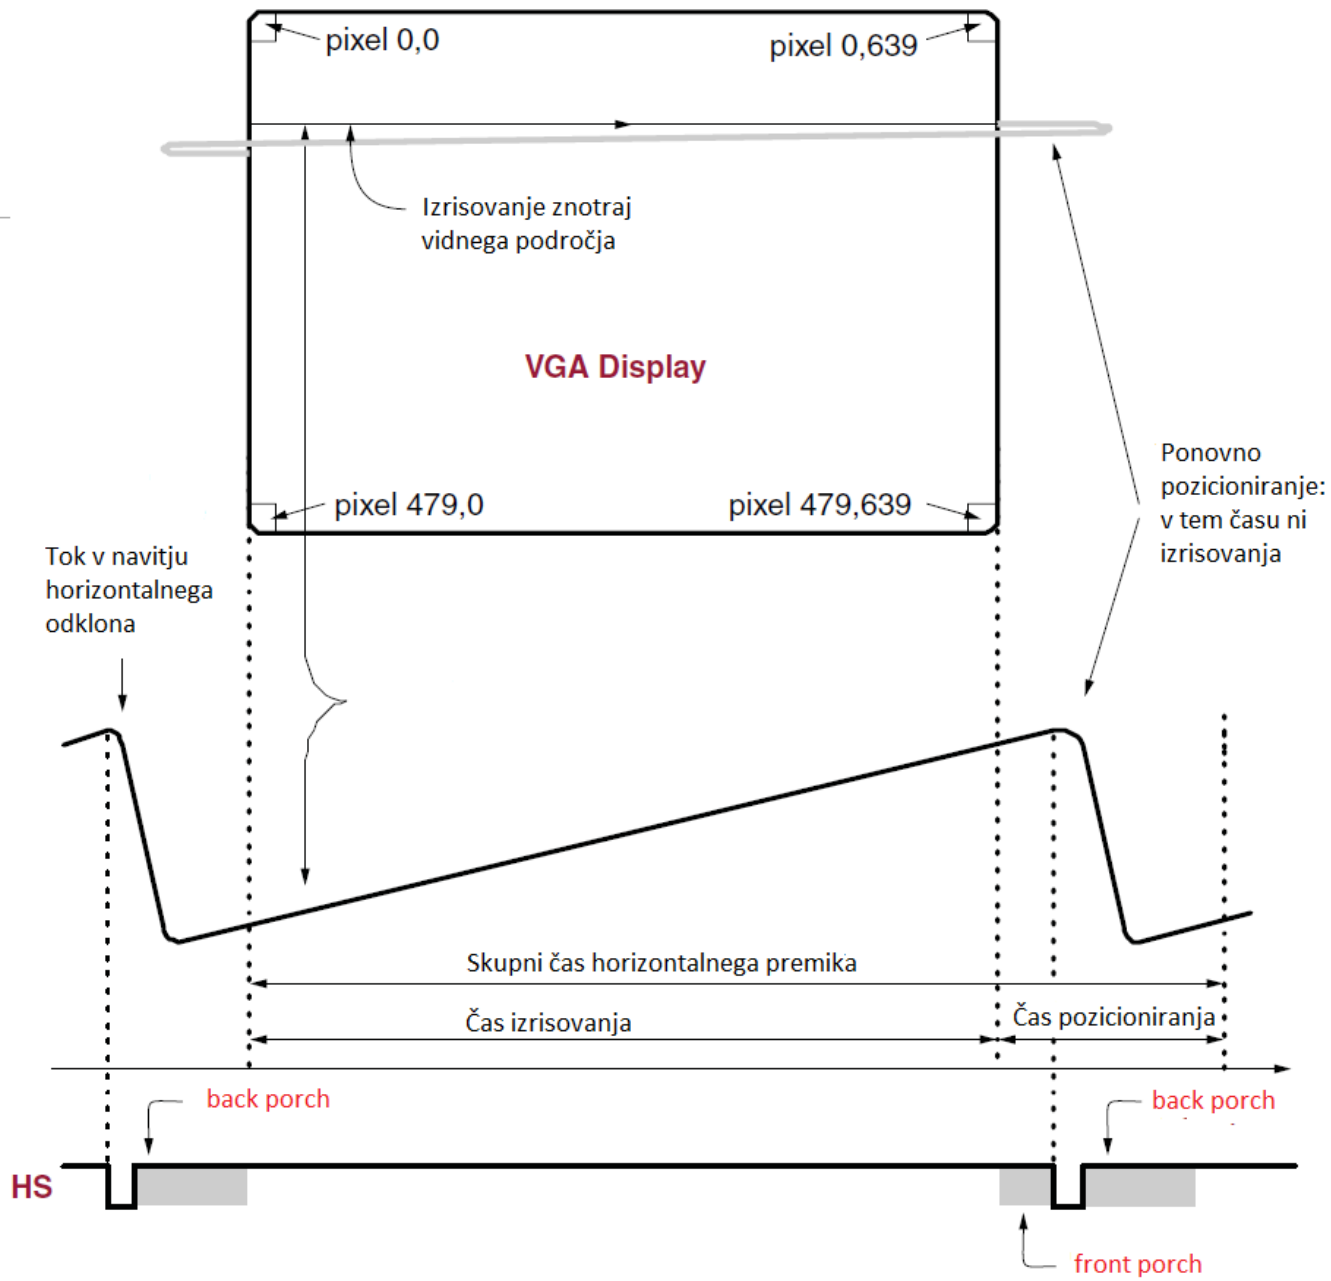 pixel 0,0
pixel 0,639
Izrisovanje znotraj
vidnega področja
VGA Display
pixel 479,0
pixel 479,639
Ponovno
pozicioniranje:
v tem času ni
izrisovanja
Tok v navitju
horizontalnega
odklona
Skupni čas horizontalnega premika
Čas izrisovanja
Čas pozicioniranja
back porch
back porch
HS
front porch